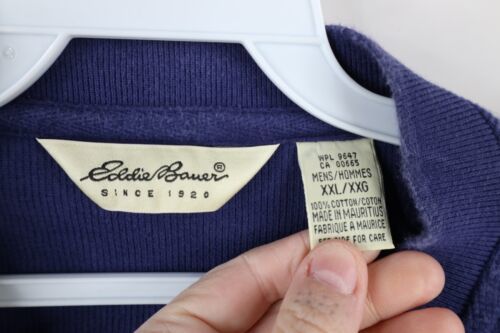 Eddie Bauer®
SINCE 1920
WPL 9647
CA 00665
MENS/HOMMES
XXL/XXG
100% COTTON/COTON
MADE IN MAURITIUS
FABRIQUE A MAURICE
SEE SIDE FOR CARE